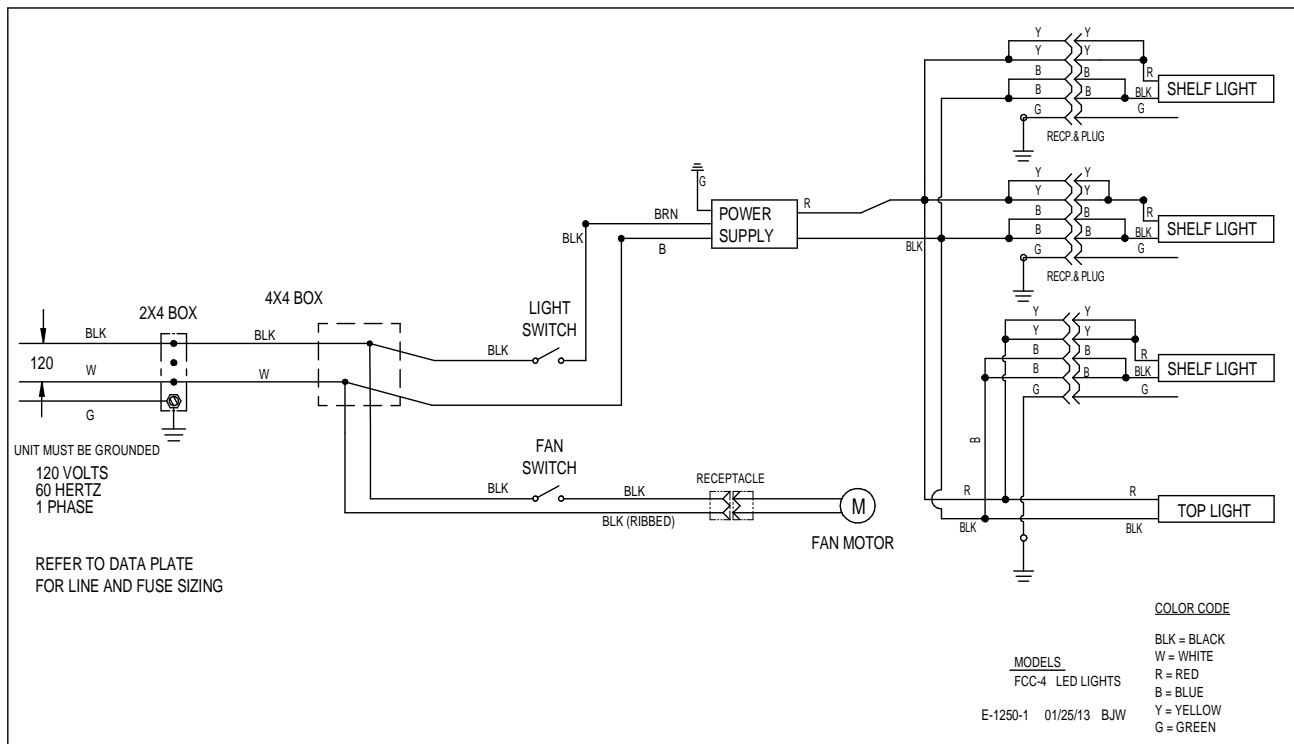 Y Y
Y Y
R
B B
SHELF LIGHT
B B BLK
G G
RECP.& PLUG
G
Y Y
Y Y
BRN
POWER
SUPPLY
R
R
B B
SHELF LIGHT
BLK
B
BLK
B B BLK
G G
RECP.& PLUG
4X4 BOX
2X4 BOX
LIGHT
SWITCH
Y Y
Y Y
BLK
BLK
BLK
120
R
B B
SHELF LIGHT
W
W
B B BLK
G G
G
UNIT MUST BE GROUNDED
120 VOLTS
60 HERTZ
1 PHASE
FAN
SWITCH
B
RECEPTACLE
BLK
BLK
BLK (RIBBED)
M
FAN MOTOR
R
R
TOP LIGHT
BLK
BLK
REFER TO DATA PLATE
FOR LINE AND FUSE SIZING
COLOR CODE
BLK = BLACK
W = WHITE
R = RED
B = BLUE
Y = YELLOW
G = GREEN
MODELS
FCC-4 LED LIGHTS
E-1250-1 01/25/13 BJW